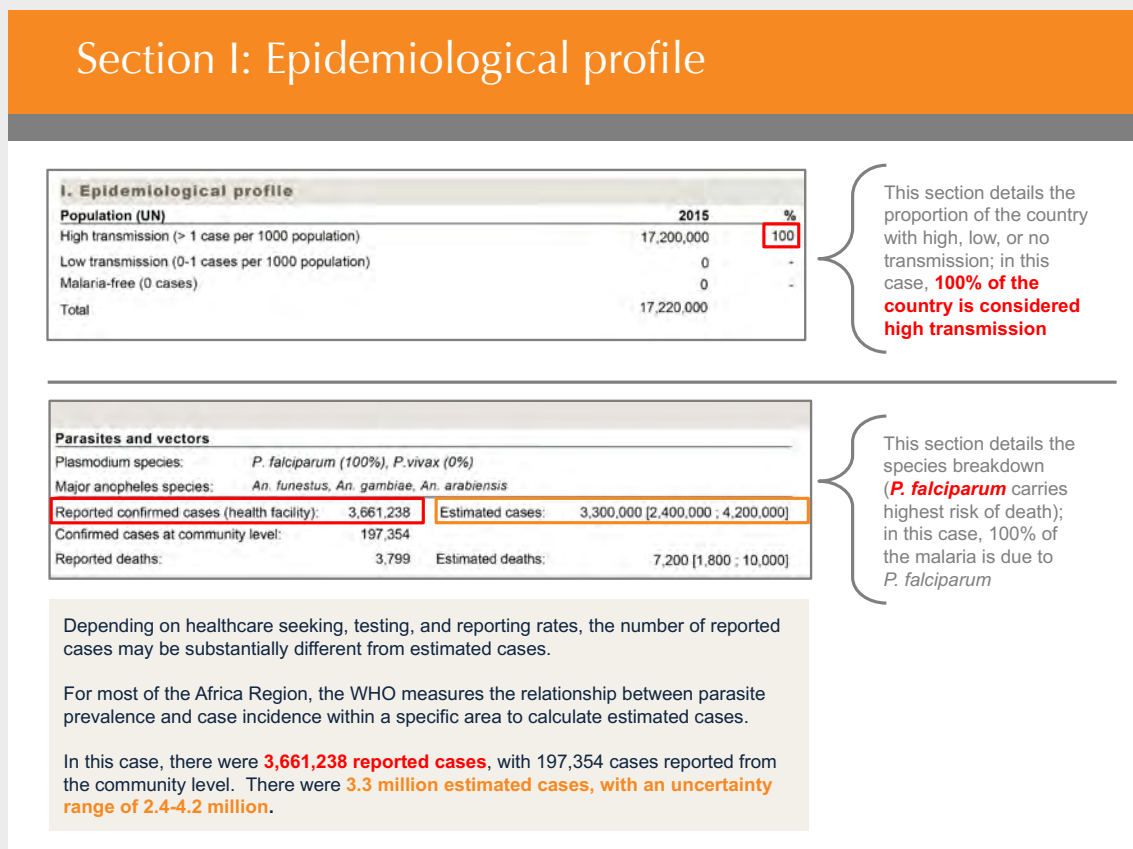 Section I: Epidemiological profile
I. Epidemiological profile
Population (UN) 2015 %
High transmission (> 1 case per 1000 population) 17,200,000 100
Low transmission (0-1 cases per 1000 population) 0 -
Malaria-free (0 cases) 0 -
Total 17,220,000
This section details the
proportion of the country
with high, low, or no
transmission; in this
case, 100% of the
country is considered
high transmission
Parasites and vectors
Plasmodium species: P. falciparum (100%), P.vivax (0%)
Major anopheles species: An. funestus, An. gambiae, An. arabiensis
Reported confirmed cases (health facility): 3,661,238 Estimated cases: 3,300,000 [2,400,000 ; 4,200,000]
Confirmed cases at community level: 197,354
Reported deaths: 3,799 Estimated deaths: 7,200 [1,800 ; 10,000]
This section details the
species breakdown
(P. falciparum carries
highest risk of death);
in this case, 100% of
the malaria is due to
P. falciparum
Depending on healthcare seeking, testing, and reporting rates, the number of reported
cases may be substantially different from estimated cases.
For most of the Africa Region, the WHO measures the relationship between parasite
prevalence and case incidence within a specific area to calculate estimated cases.
In this case, there were 3,661,238 reported cases, with 197,354 cases reported from
the community level. There were 3.3 million estimated cases, with an uncertainty
range of 2.4-4.2 million.